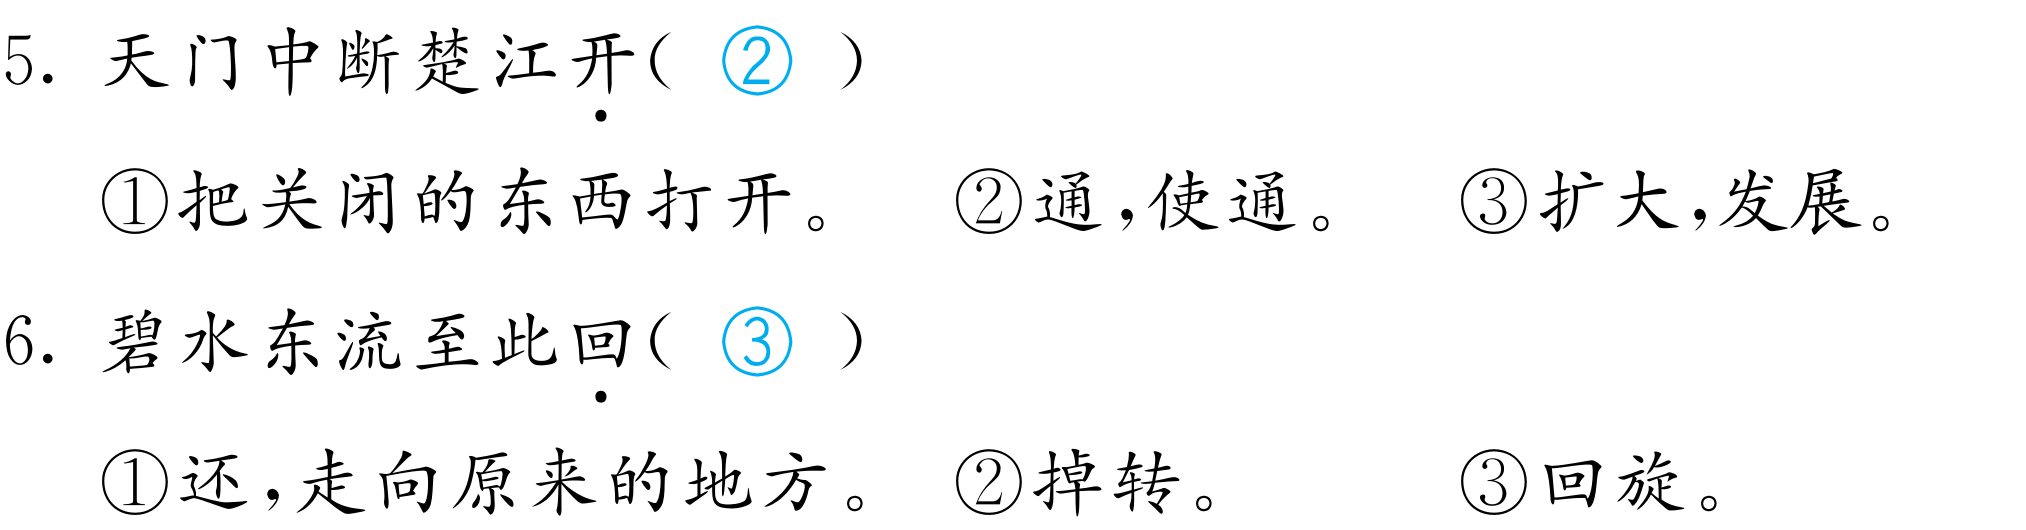 5. 天门中断楚江开( ② )
①把关闭的东西打开。 ②通,使通。 ③扩大,发展。
6. 碧水东流至此回( ③ )
①还,走向原来的地方。 ②掉转。 ③回旋。